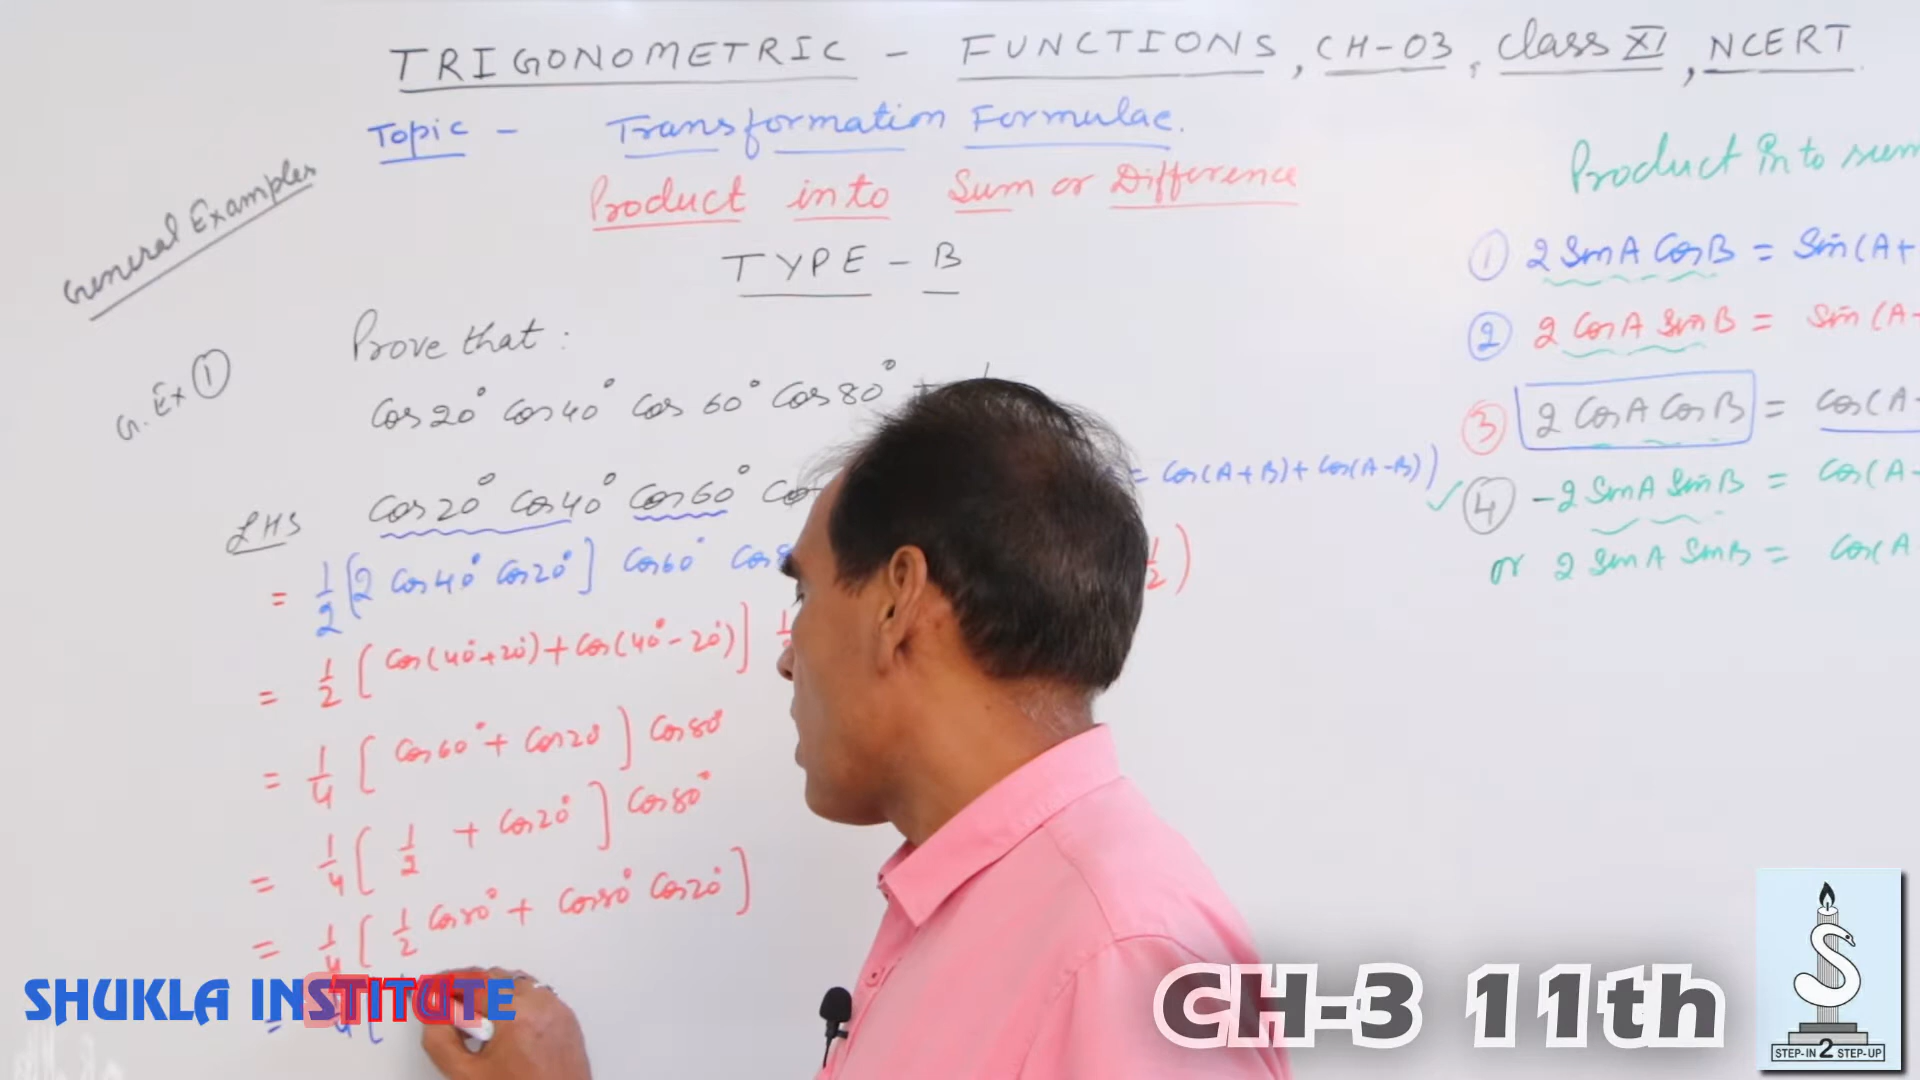 TRIGONOMETRIC - FUNCTIONS, CH-03, Class XI, NCERT.
Topic - Transformation Formulae.
Product into Sum or Difference
Product into sum
General Examples
TYPE - B
① 2 Sin A Cos B = Sin(A+
② 2 Cos A Sin B = Sin (A-
③ 2 Cos A Cos B = Cos(A-
④ -2 Sin A Sin B = Cos(A-
or 2 Sin A Sin B = Cos(A
G. Ex ①
Prove that :
Cos 20° Cos 40° Cos 60° Cos 80°
= Cos(A+B) + Cos(A-B))
LHS Cos 20° Cos 40° Cos 60° Cos
= 1/2 [2 Cos 40° Cos 20°] Cos 60° Cos 8
1/2)
= 1/2 [Cos(40°+20°) + Cos(40°-20°)]
= 1/4 [Cos 60° + Cos 20°] Cos 80°
= 1/4 [1/2 + Cos 20°] Cos 80°
= 1/4 [1/2 Cos 80° + Cos 80° Cos 20°]
SHUKLA INSTITUTE
CH-3 11th
STEP-IN 2 STEP-UP